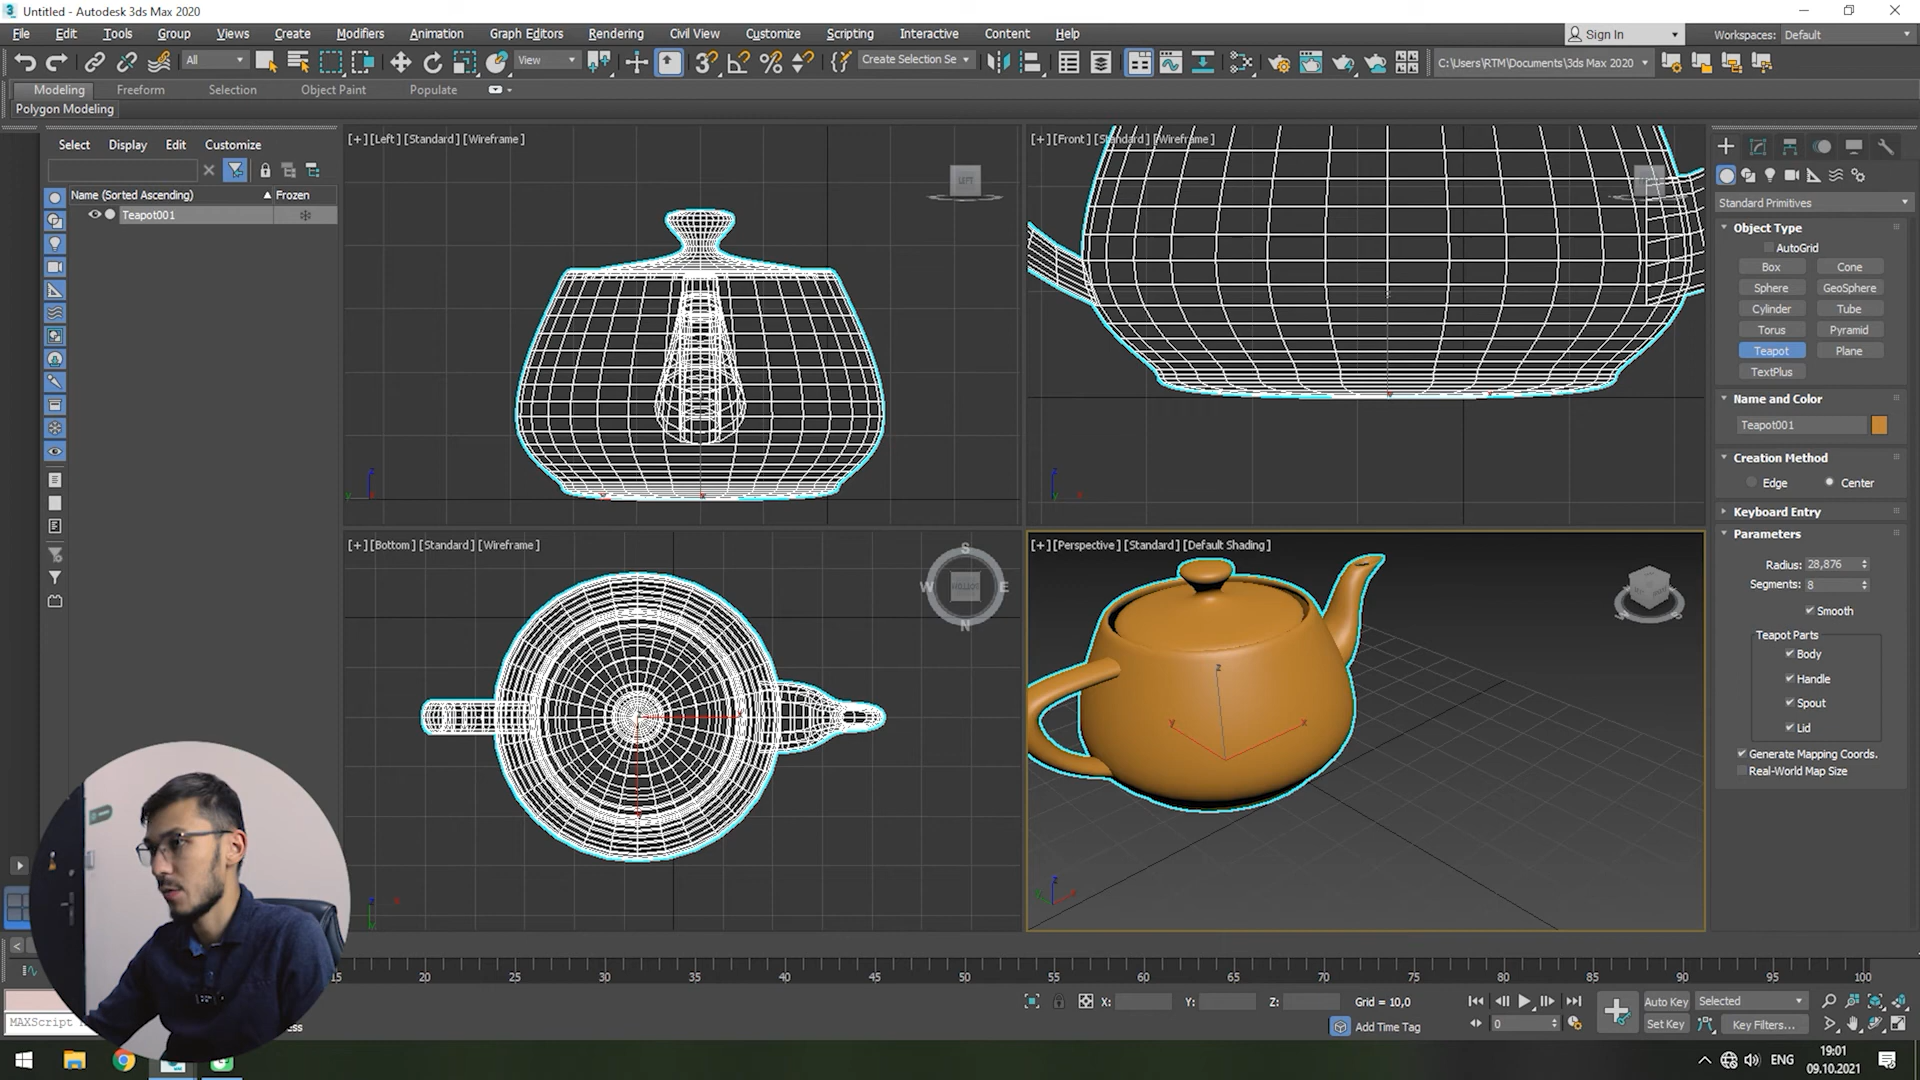 Untitled - Autodesk 3ds Max 2020
File Edit Tools Group Views Create Modifiers Animation Graph Editors Rendering Civil View Customize Scripting Interactive Content Help
Sign In
Workspaces: Default
All
View
Create Selection Se
C:\Users\RTM\Documents\3ds Max 2020
Modeling Freeform Selection Object Paint Populate
Polygon Modeling
Select Display Edit Customize
Name (Sorted Ascending) Frozen
Teapot001
[+] [Left] [Standard] [Wireframe]
LEFT
[+] [Front] [Standard] [Wireframe]
[+] [Bottom] [Standard] [Wireframe]
S
W E
N
[+] [Perspective] [Standard] [Default Shading]
z
y x
Standard Primitives
Object Type
AutoGrid
Box Cone
Sphere GeoSphere
Cylinder Tube
Torus Pyramid
Teapot Plane
TextPlus
Name and Color
Teapot001
Creation Method
Edge Center
Keyboard Entry
Parameters
Radius: 28,876
Segments: 8
Smooth
Teapot Parts
Body
Handle
Spout
Lid
Generate Mapping Coords.
Real-World Map Size
15 20 25 30 35 40 45 50 55 60 65 70 75 80 85 90 95 100
X: Y: Z: Grid = 10,0
Add Time Tag
0
Auto Key Selected
Set Key Key Filters...
MAXScript
ENG
19:01
09.10.2021